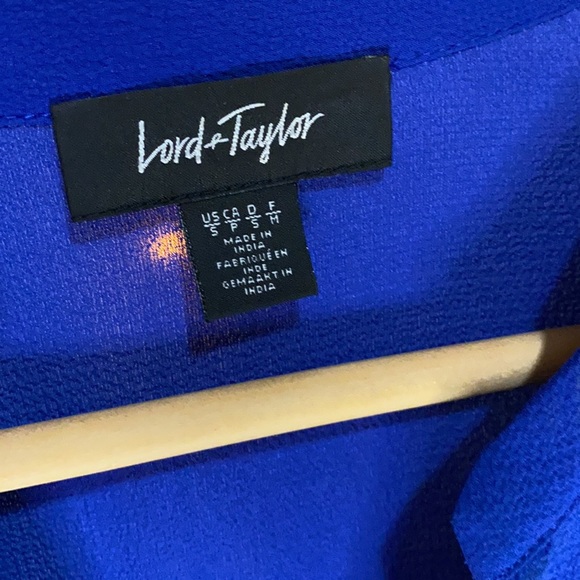 Lord + Taylor
US CA D F
S P S M
MADE IN
INDIA
FABRIQUÉ EN
INDE
GEMAAKT IN
INDIA